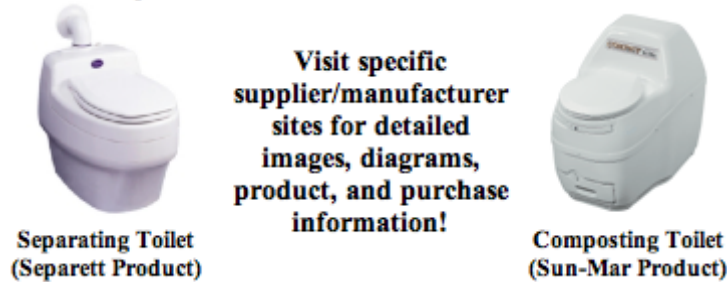 Visit specific
supplier/manufacturer
sites for detailed
images, diagrams,
product, and purchase
information!
Separating Toilet
(Separett Product)
Composting Toilet
(Sun-Mar Product)